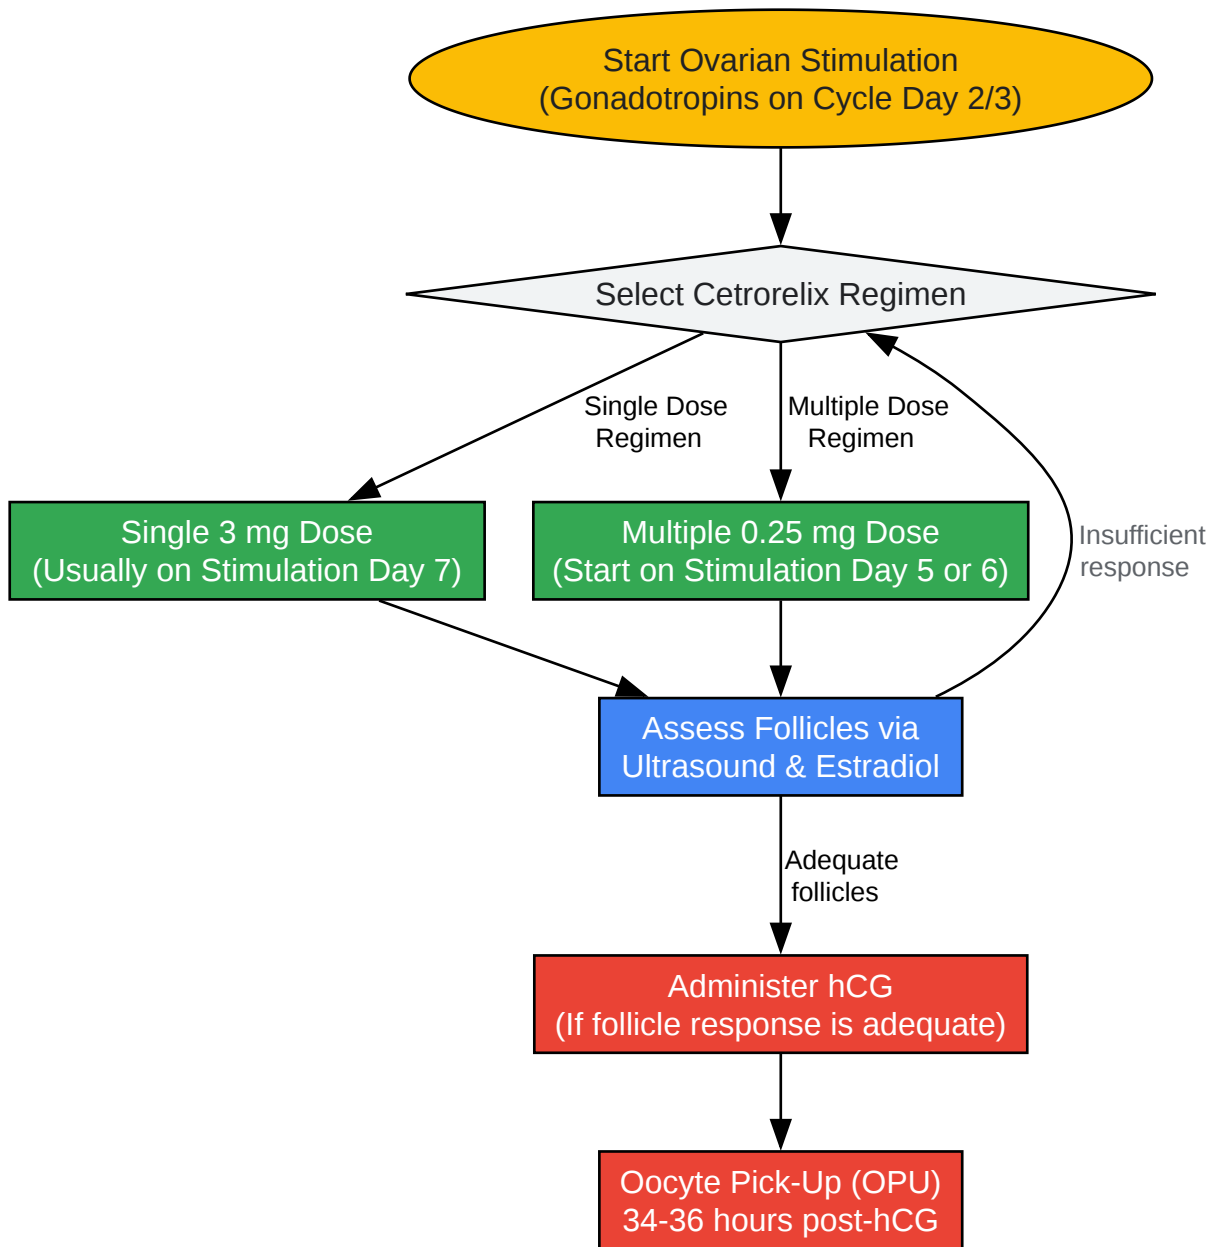 Start Ovarian Stimulation
(Gonadotropins on Cycle Day 2/3)
Select Cetrorelix Regimen
Single Dose
Regimen
Multiple Dose
Regimen
Single 3 mg Dose
(Usually on Stimulation Day 7)
Multiple 0.25 mg Dose
(Start on Stimulation Day 5 or 6)
Insufficient
response
Assess Follicles via
Ultrasound & Estradiol
Adequate
follicles
Administer hCG
(If follicle response is adequate)
Oocyte Pick-Up (OPU)
34-36 hours post-hCG